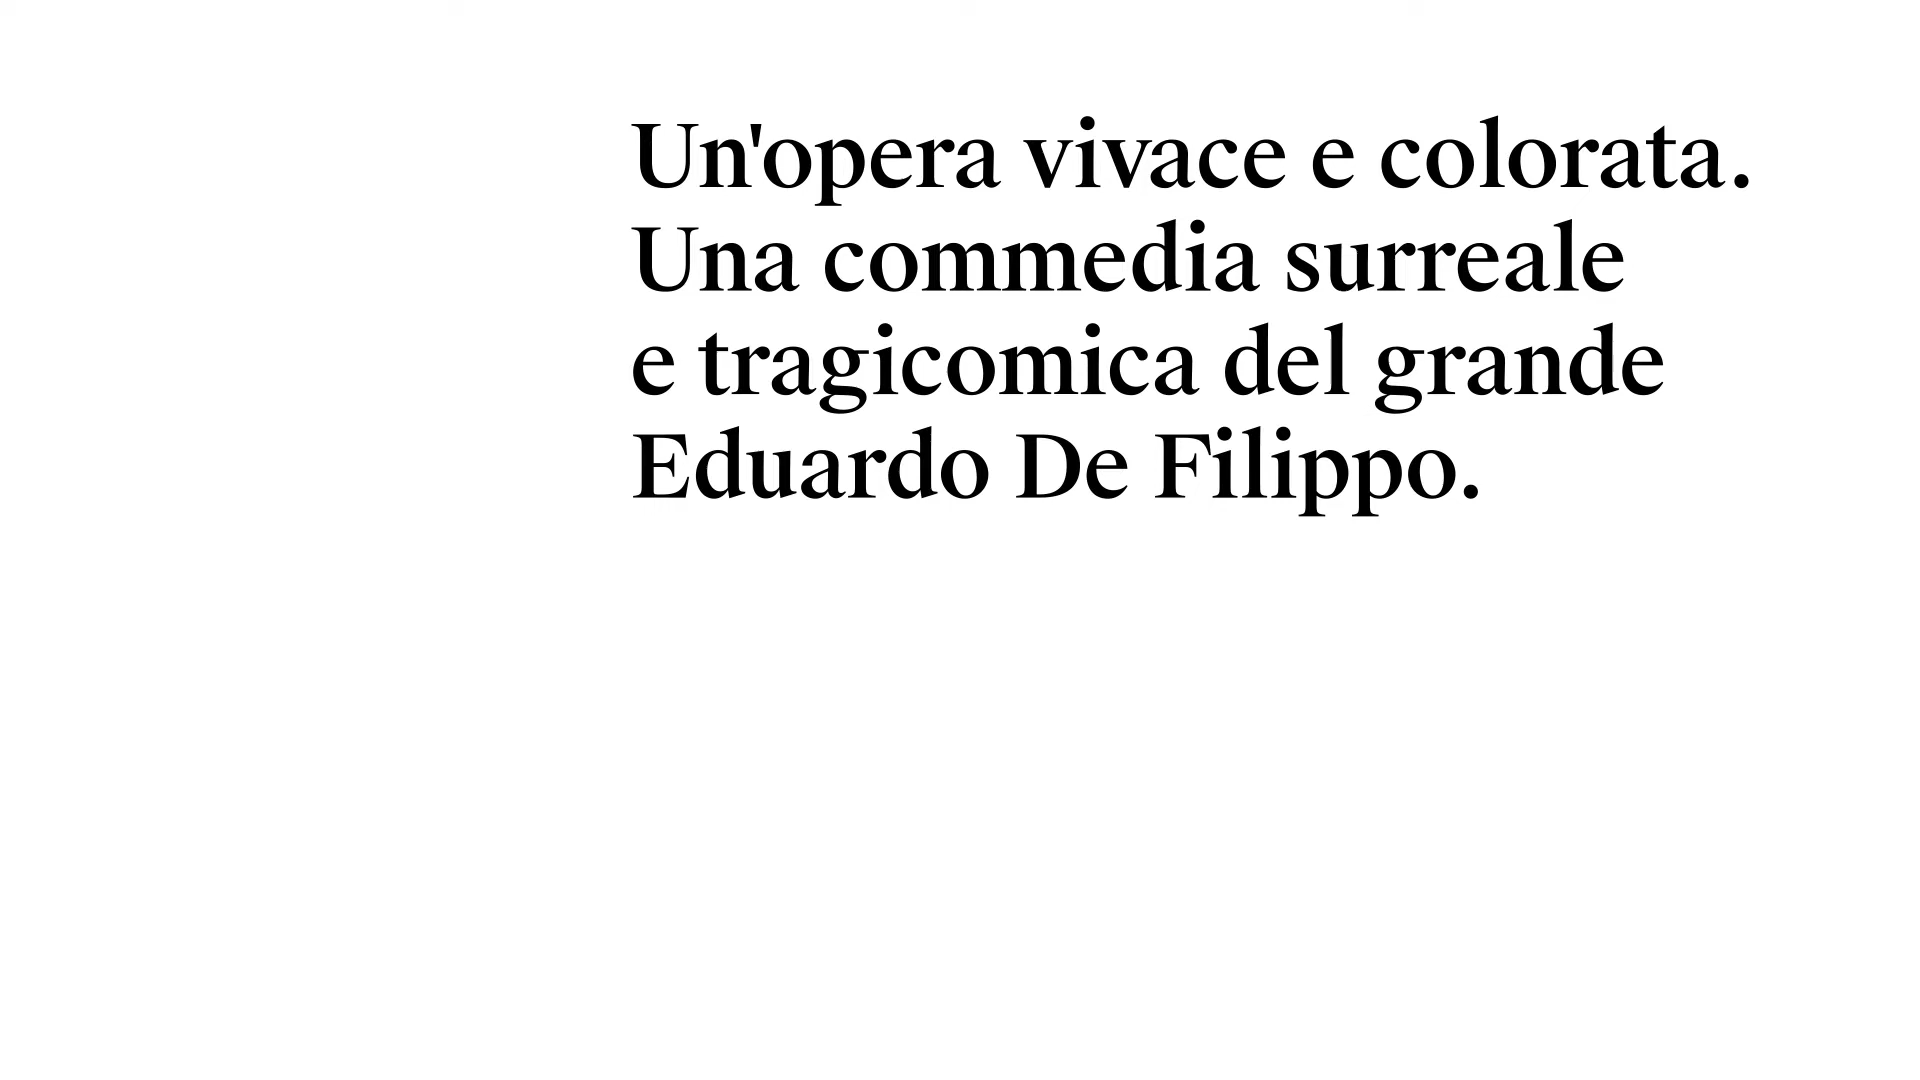 Un'opera vivace e colorata.
Una commedia surreale
e tragicomica del grande
Eduardo De Filippo.